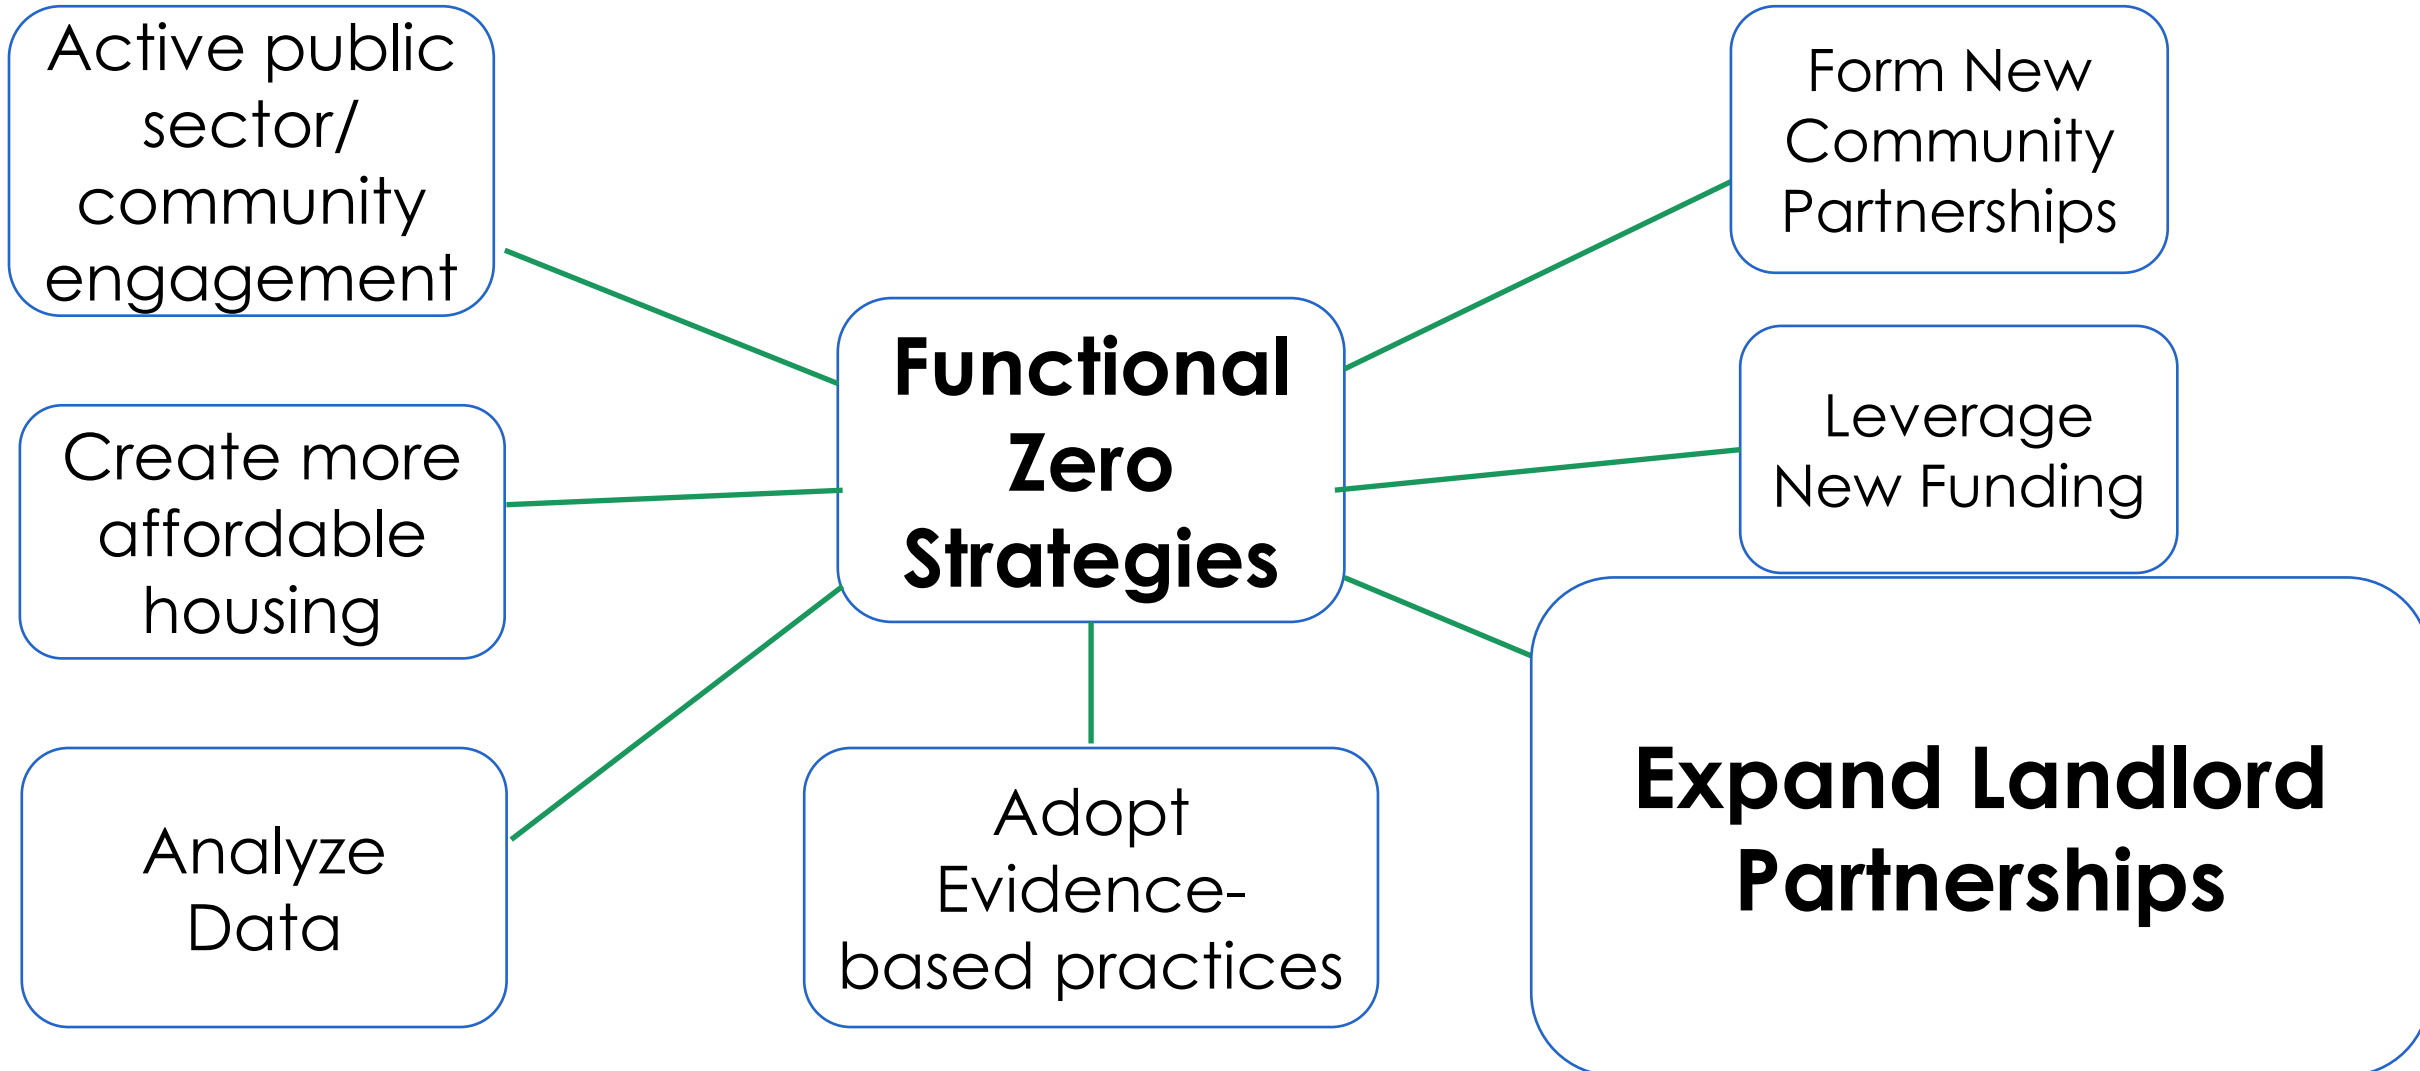 Active public
sector/
community
engagement
Create more
affordable
housing
Analyze
Data
Functional
Zero
Strategies
Adopt
Evidence-
based practices
Form New
Community
Partnerships
Leverage
New Funding
Expand Landlord
Partnerships